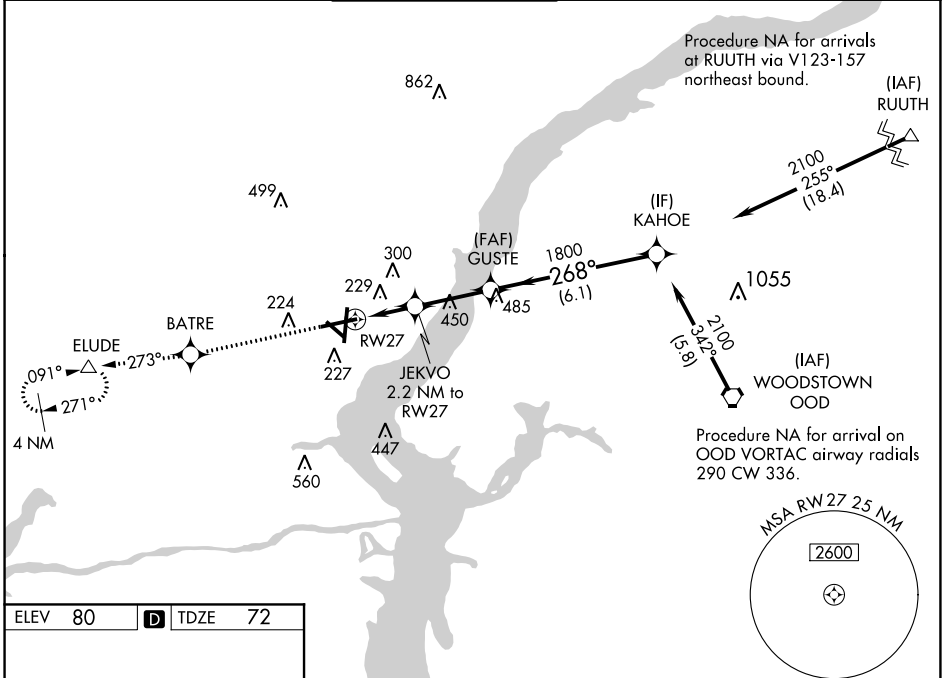 Procedure NA for arrivals
at RUUTH via V123-157
northeast bound.
862
(IAF)
RUUTH
2100
255°
(18.4)
499
(IF)
KAHOE
(FAF)
GUSTE
1800
268°
(6.1)
300
229
1055
224
450
485
BATRE
RW27
2100
342°
(5.8)
ELUDE
273°
227
JEKVO
2.2 NM to
RW27
(IAF)
WOODSTOWN
OOD
091°
271°
4 NM
447
560
Procedure NA for arrival on
OOD VORTAC airway radials
290 CW 336.
MSA RW27 25 NM
2600
ELEV 80 D TDZE 72